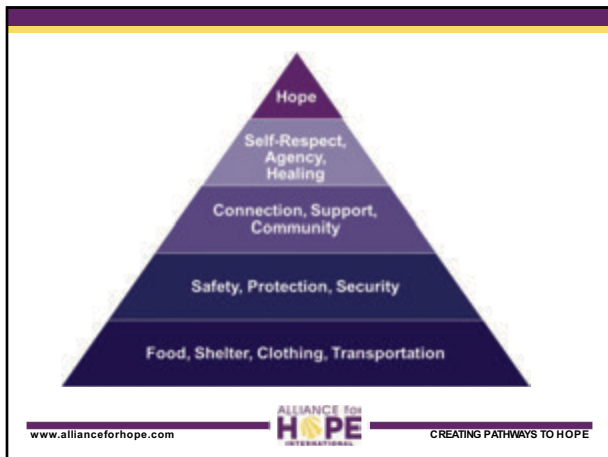 Hope
Self-Respect,
Agency,
Healing
Connection, Support,
Community
Safety, Protection, Security
Food, Shelter, Clothing, Transportation
www.allianceforhope.com
ALLIANCE for
HOPE
INTERNATIONAL
CREATING PATHWAYS TO HOPE